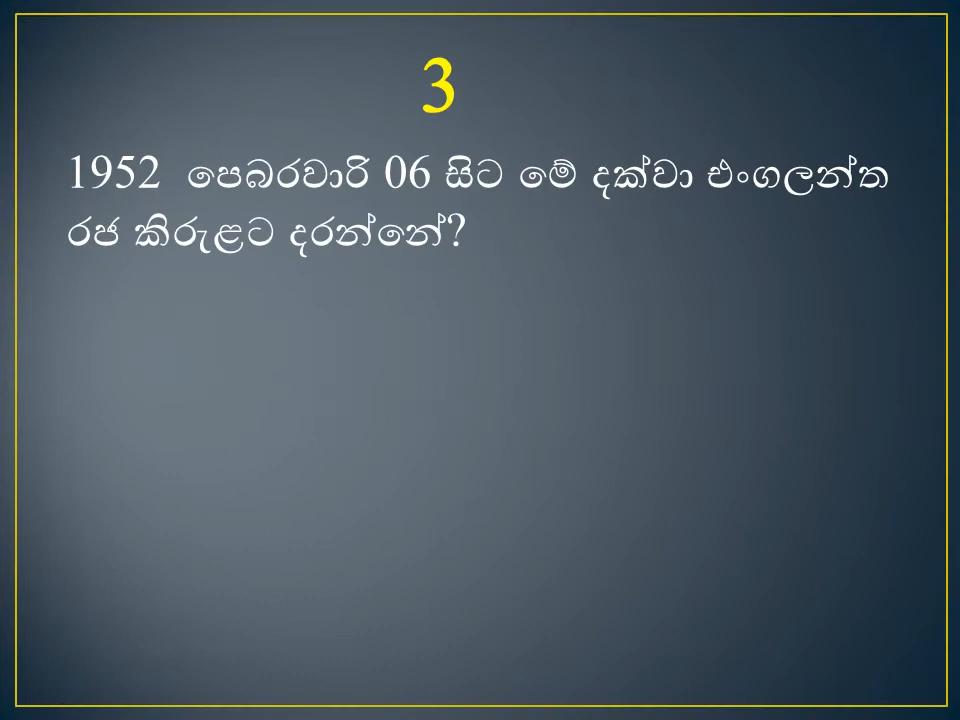 3
1952 පෙබරවාරි 06 සිට මේ දක්වා එංගලන්ත
රජ කිරුළට දරන්නේ?